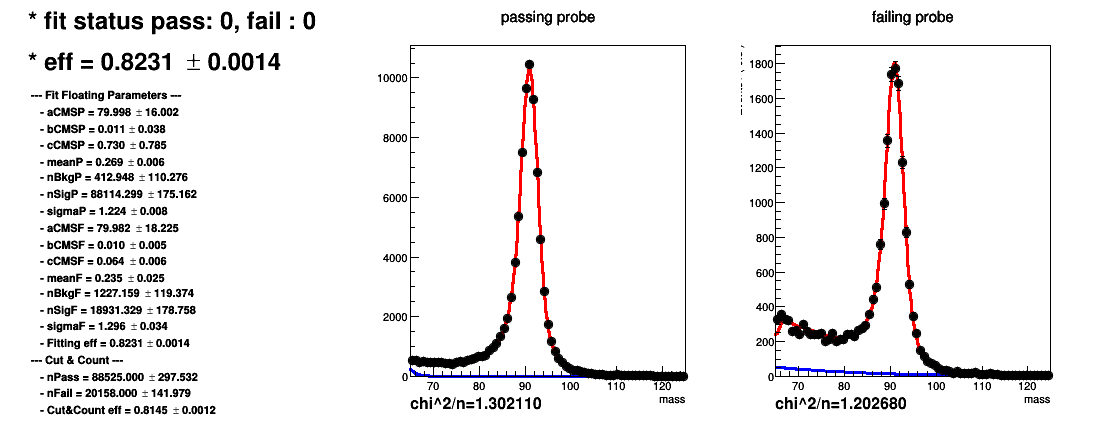 * fit status pass: 0, fail : 0
* eff = 0.8231 ± 0.0014
--- Fit Floating Parameters ---
- aCMSP = 79.998 ± 16.002
- bCMSP = 0.011 ± 0.038
- cCMSP = 0.730 ± 0.785
- meanP = 0.269 ± 0.006
- nBkgP = 412.948 ± 110.276
- nSigP = 88114.299 ± 175.162
- sigmaP = 1.224 ± 0.008
- aCMSF = 79.982 ± 18.225
- bCMSF = 0.010 ± 0.005
- cCMSF = 0.064 ± 0.006
- meanF = 0.235 ± 0.025
- nBkgF = 1227.159 ± 119.374
- nSigF = 18931.329 ± 178.758
- sigmaF = 1.296 ± 0.034
- Fitting eff = 0.8231 ± 0.0014
--- Cut & Count ---
- nPass = 88525.000 ± 297.532
- nFail = 20158.000 ± 141.979
- Cut&Count eff = 0.8145 ± 0.0012
passing probe
10000
8000
6000
4000
2000
0
70 80 90 100 110 120
mass
chi^2/n=1.302110
failing probe
1800
1600
1400
1200
1000
800
600
400
200
0
70 80 90 100 110 120
mass
chi^2/n=1.202680